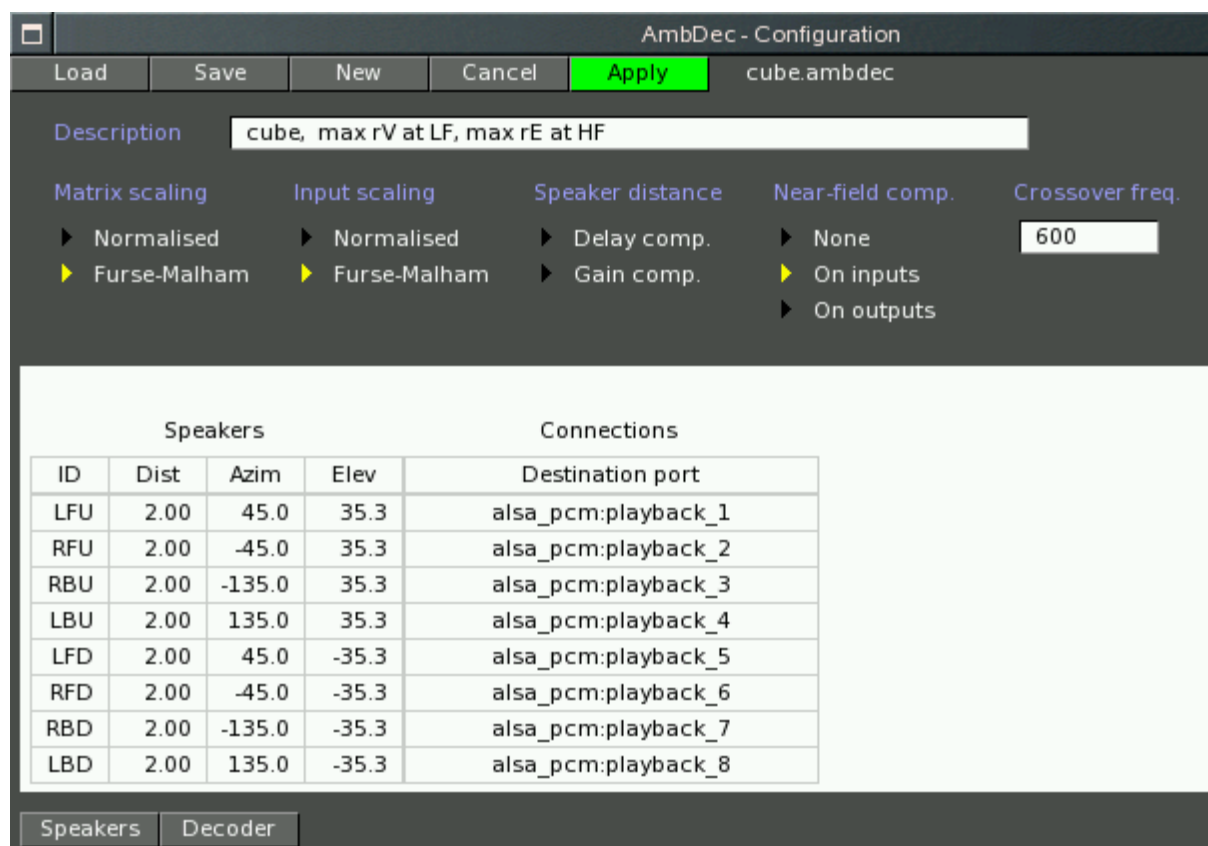 AmbDec - Configuration
Load Save New Cancel Apply cube.ambdec
Description cube, max rV at LF, max rE at HF
Matrix scaling Input scaling Speaker distance Near-field comp. Crossover freq.
Normalised Normalised Delay comp. None 600
Furse-Malham Furse-Malham Gain comp. On inputs
On outputs
Speakers Connections
ID Dist Azim Elev Destination port
LFU 2.00 45.0 35.3 alsa_pcm:playback_1
RFU 2.00 -45.0 35.3 alsa_pcm:playback_2
RBU 2.00 -135.0 35.3 alsa_pcm:playback_3
LBU 2.00 135.0 35.3 alsa_pcm:playback_4
LFD 2.00 45.0 -35.3 alsa_pcm:playback_5
RFD 2.00 -45.0 -35.3 alsa_pcm:playback_6
RBD 2.00 -135.0 -35.3 alsa_pcm:playback_7
LBD 2.00 135.0 -35.3 alsa_pcm:playback_8
Speakers Decoder